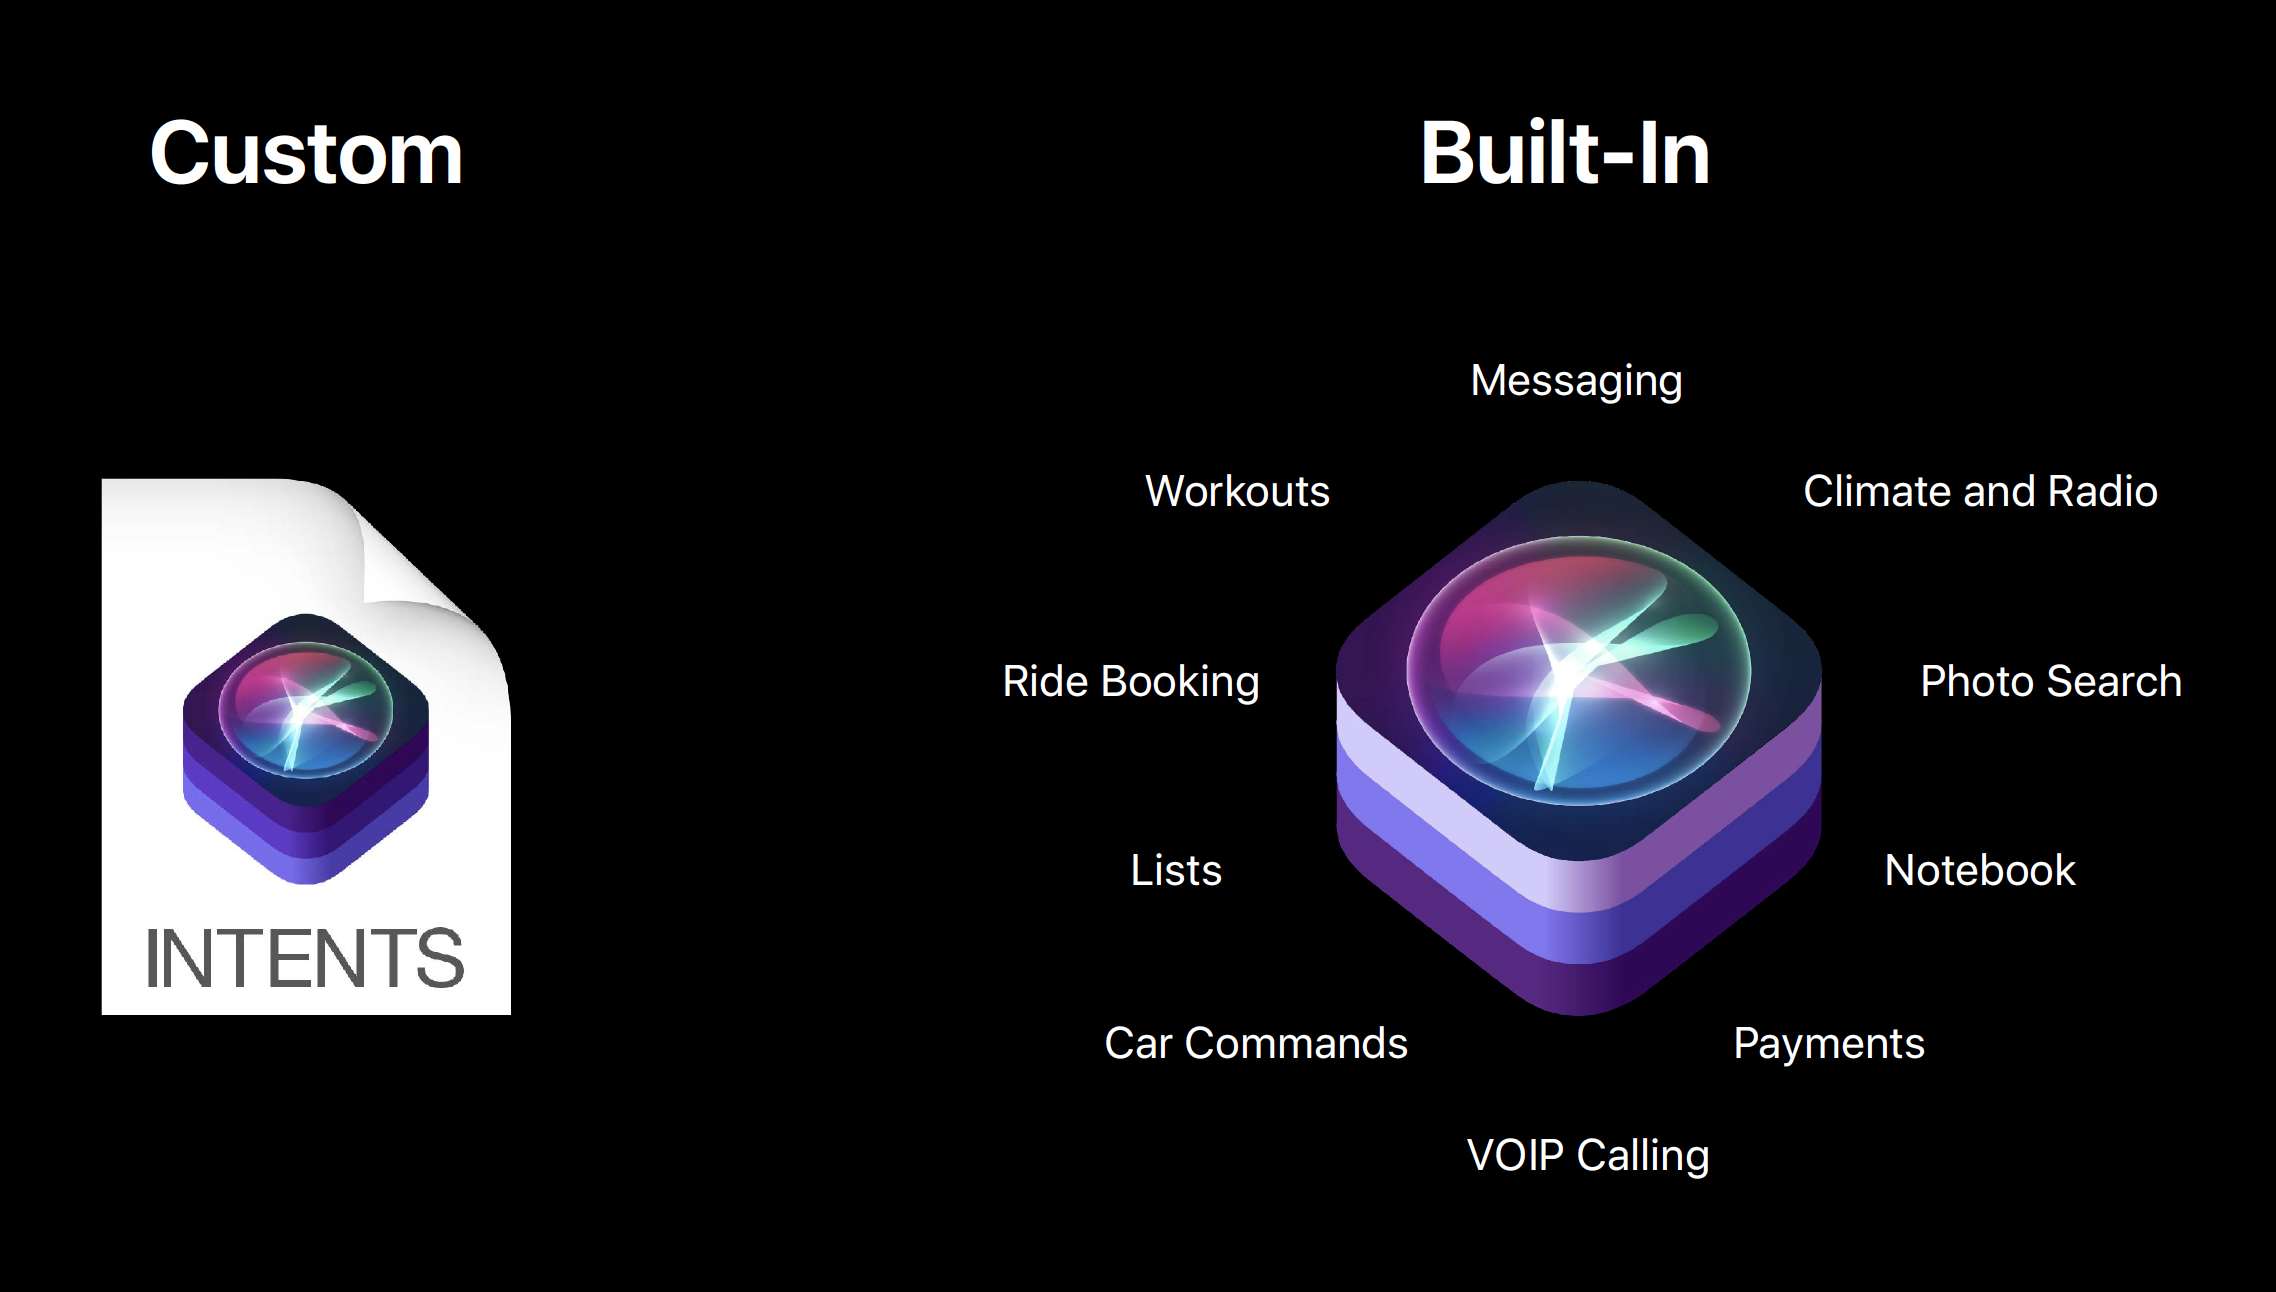 Custom
Built-In
INTENTS
Messaging
Workouts
Climate and Radio
Ride Booking
Photo Search
Lists
Notebook
Car Commands
Payments
VOIP Calling